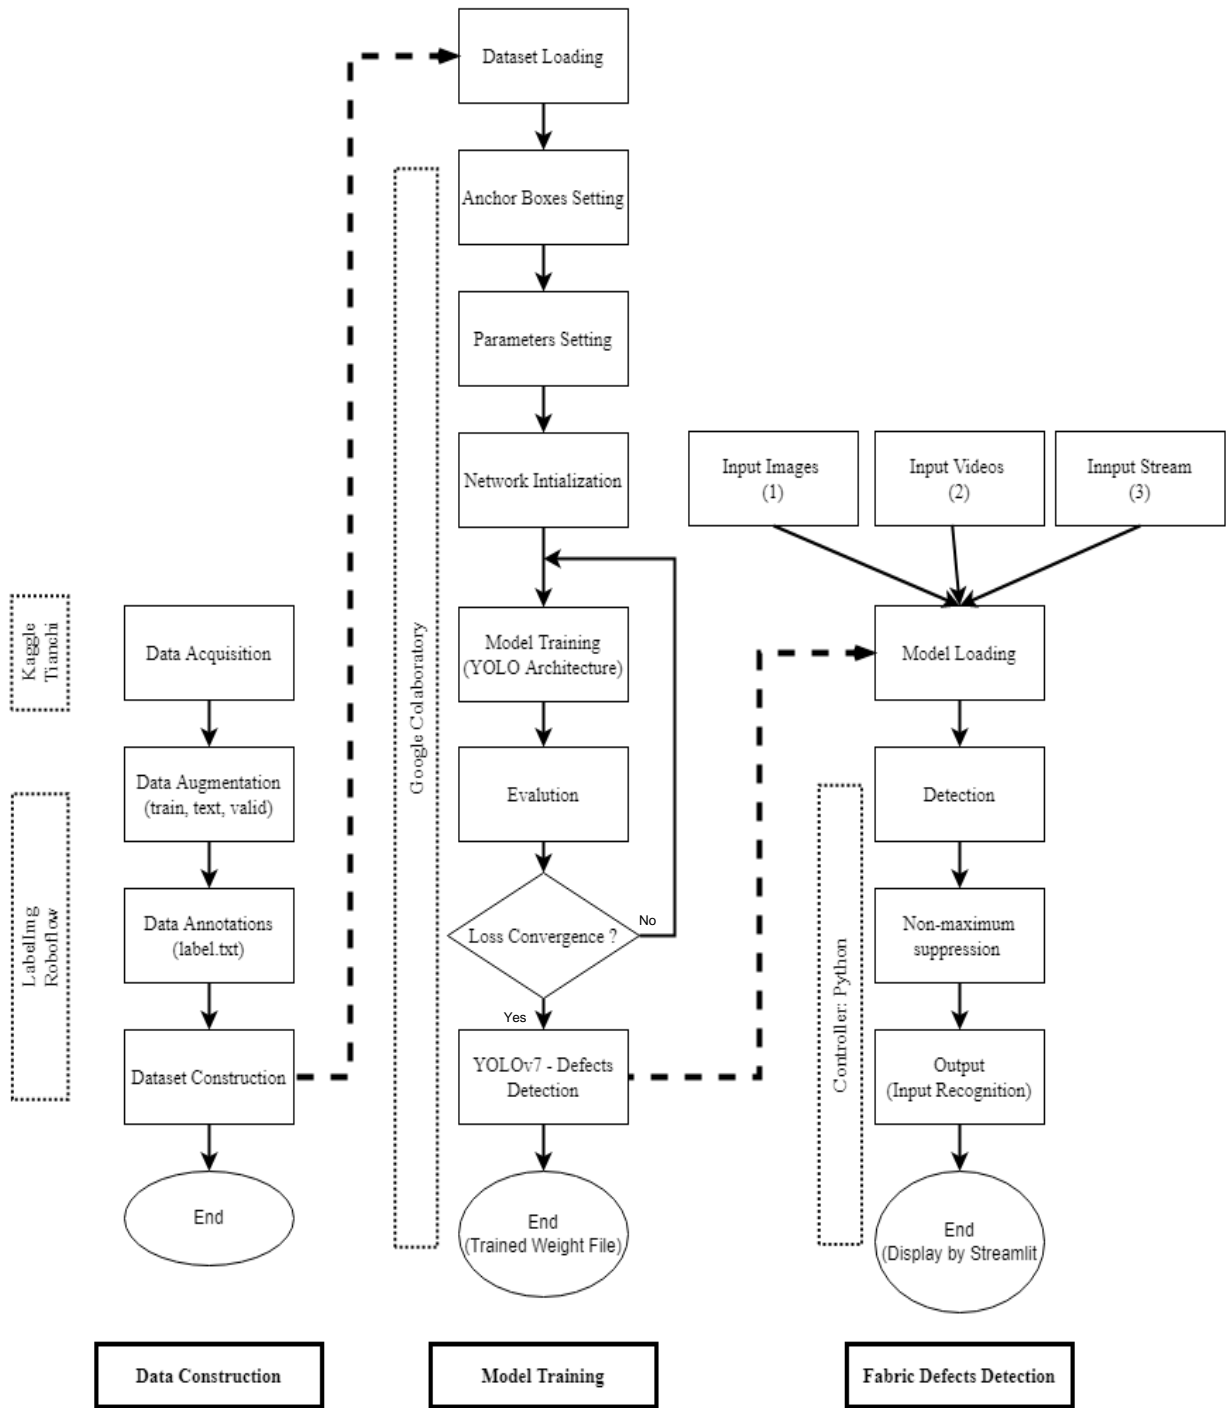 Dataset Loading
Anchor Boxes Setting
Parameters Setting
Network Intialization
Model Training
(YOLO Architecture)
Evalution
Loss Convergence ?
No
Yes
YOLOv7 - Defects
Detection
End
(Trained Weight File)
Google Colaboratory
Kaggle
Tianchi
Labelimg
Roboflow
Data Acquisition
Data Augmentation
(train, text, valid)
Data Annotations
(label.txt)
Dataset Construction
End
Input Images
(1)
Input Videos
(2)
Innput Stream
(3)
Model Loading
Detection
Non-maximum
suppression
Output
(Input Recognition)
End
(Display by Streamlit
Controller: Python
Data Construction
Model Training
Fabric Defects Detection